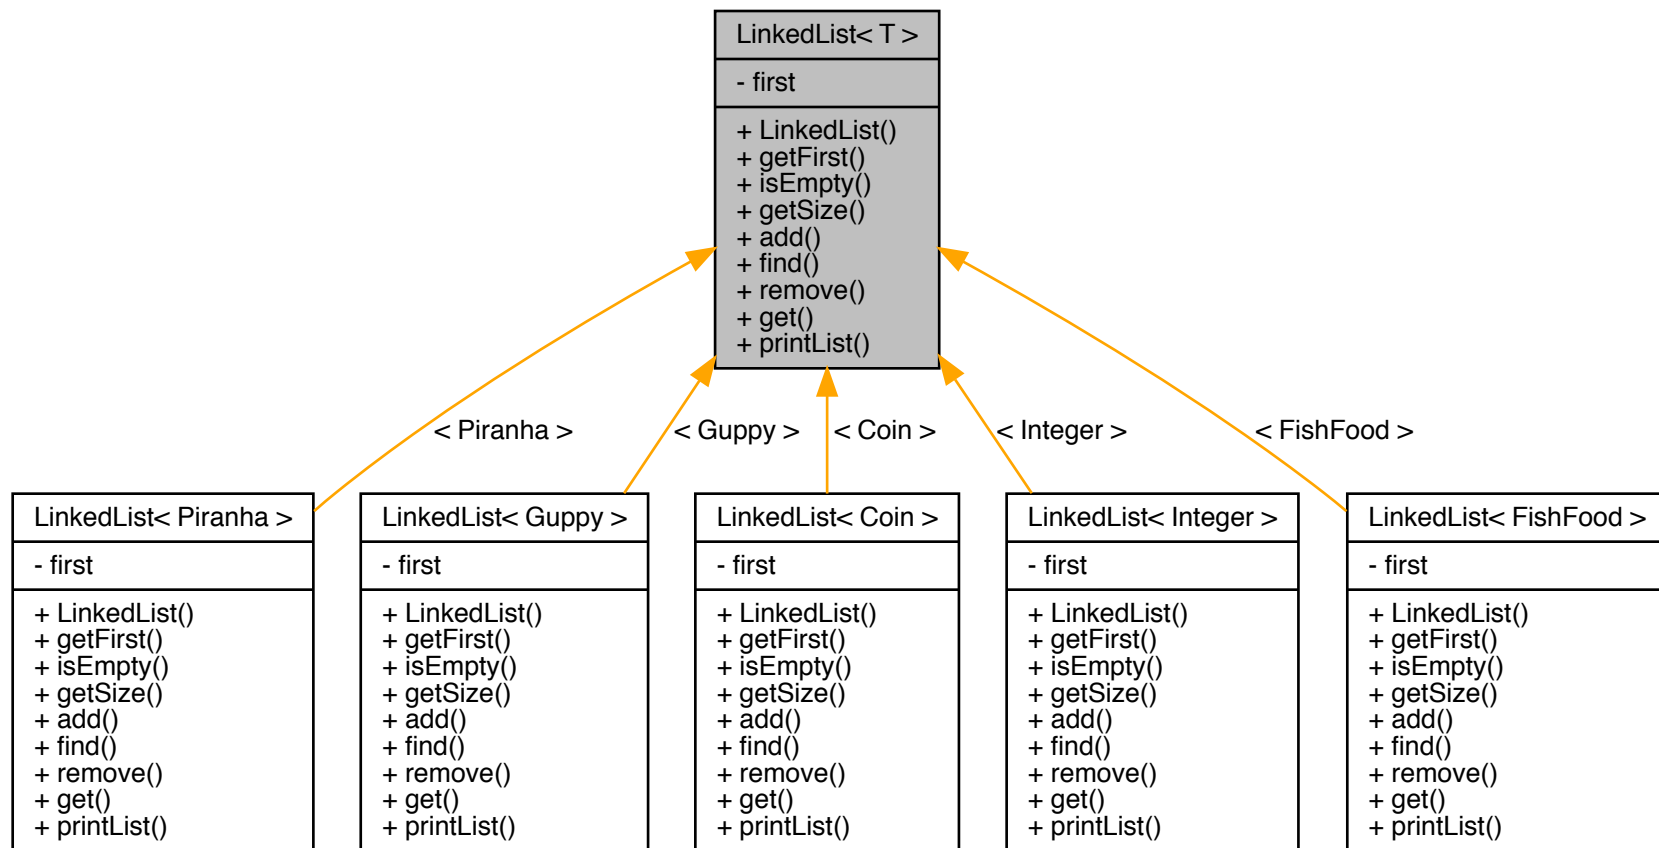 LinkedList< T >
- first
+ LinkedList()
+ getFirst()
+ isEmpty()
+ getSize()
+ add()
+ find()
+ remove()
+ get()
+ printList()
< Piranha >
< Guppy >
< Coin >
< Integer >
< FishFood >
LinkedList< Piranha >
- first
+ LinkedList()
+ getFirst()
+ isEmpty()
+ getSize()
+ add()
+ find()
+ remove()
+ get()
+ printList()
LinkedList< Guppy >
- first
+ LinkedList()
+ getFirst()
+ isEmpty()
+ getSize()
+ add()
+ find()
+ remove()
+ get()
+ printList()
LinkedList< Coin >
- first
+ LinkedList()
+ getFirst()
+ isEmpty()
+ getSize()
+ add()
+ find()
+ remove()
+ get()
+ printList()
LinkedList< Integer >
- first
+ LinkedList()
+ getFirst()
+ isEmpty()
+ getSize()
+ add()
+ find()
+ remove()
+ get()
+ printList()
LinkedList< FishFood >
- first
+ LinkedList()
+ getFirst()
+ isEmpty()
+ getSize()
+ add()
+ find()
+ remove()
+ get()
+ printList()